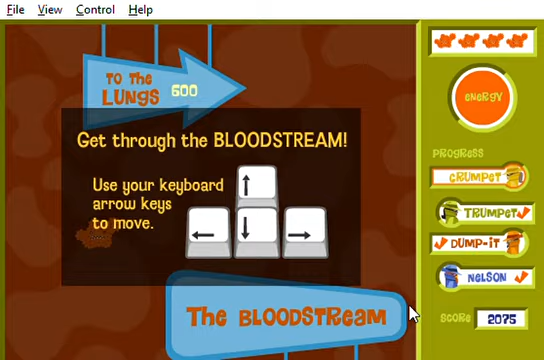 File View Control Help
TO THE
LUNGS 500
Get through the BLOODSTREAM!
Use your keyboard
arrow keys
to move.
The BLOODSTREAM
ENERGY
PROGRESS
CRUMPET
TRUMPET
DUMP-IT
NELSON
SCORE 2075